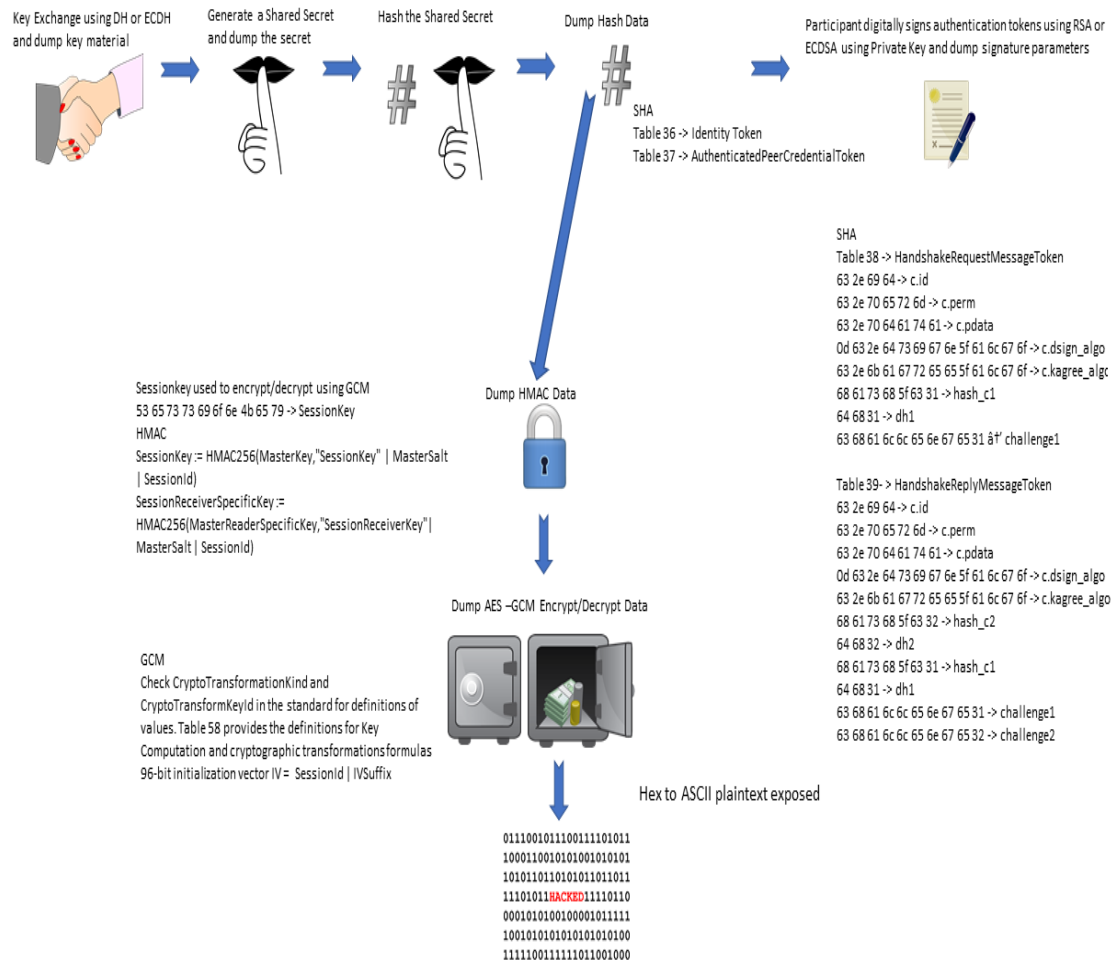 Key Exchange using DH or ECDH
and dump key material
Generate a Shared Secret
and dump the secret
Hash the Shared Secret
Dump Hash Data
Participant digitally signs authentication tokens using RSA or
ECDSA using Private Key and dump signature parameters
SHA
Table 36 -> Identity Token
Table 37 -> AuthenticatedPeerCredentialToken
SHA
Table 38 -> HandshakeRequestMessageToken
63 2e 69 64 -> c.id
63 2e 70 65 72 6d -> c.perm
63 2e 70 64 61 74 61 -> c.pdata
0d 63 2e 64 73 69 67 6e 5f 61 6c 67 6f -> c.dsign_algo
63 2e 6b 61 67 72 65 65 5f 61 6c 67 6f -> c.kagree_algo
68 61 73 68 5f 63 31 -> hash_c1
64 68 31 -> dh1
63 68 61 6c 6c 65 6e 67 65 31 â†’ challenge1
Table 39- > HandshakeReplyMessageToken
63 2e 69 64 -> c.id
63 2e 70 65 72 6d -> c.perm
63 2e 70 64 61 74 61 -> c.pdata
0d 63 2e 64 73 69 67 6e 5f 61 6c 67 6f -> c.dsign_algo
63 2e 6b 61 67 72 65 65 5f 61 6c 67 6f -> c.kagree_algo
68 61 73 68 5f 63 32 -> hash_c2
64 68 32 -> dh2
68 61 73 68 5f 63 31 -> hash_c1
64 68 31 -> dh1
63 68 61 6c 6c 65 6e 67 65 31 -> challenge1
63 68 61 6c 6c 65 6e 67 65 32 -> challenge2
Sessionkey used to encrypt/decrypt using GCM
53 65 73 73 69 6f 6e 4b 65 79 -> SessionKey
HMAC
SessionKey := HMAC256(MasterKey,"SessionKey" | MasterSalt
| SessionId)
SessionReceiverSpecificKey :=
HMAC256(MasterReaderSpecificKey,"SessionReceiverKey"|
MasterSalt | SessionId)
Dump HMAC Data
Dump AES –GCM Encrypt/Decrypt Data
GCM
Check CryptoTransformationKind and
CryptoTransformKeyId in the standard for definitions of
values. Table 58 provides the definitions for Key
Computation and cryptographic transformations formulas
96-bit initialization vector IV = SessionId | IVSuffix
Hex to ASCII plaintext exposed
0111001011100111101011
1000110010101001010101
1010110110101011011011
11101011HACKED11110110
0001010100100001011111
1001010101010101010100
1111100111111011001000
X